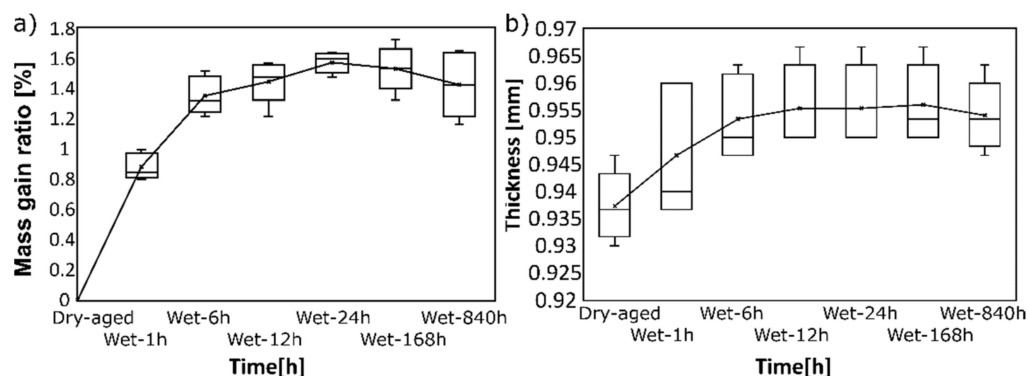 a)
Mass gain ratio [%]
1.8
1.6
1.4
1.2
1
0.8
0.6
0.4
0.2
0
Dry-aged Wet-6h Wet-24h Wet-840h
Wet-1h Wet-12h Wet-168h
Time[h]
b)
Thickness [mm]
0.97
0.965
0.96
0.955
0.95
0.945
0.94
0.935
0.93
0.925
0.92
Dry-aged Wet-6h Wet-24h Wet-840h
Wet-1h Wet-12h Wet-168h
Time[h]